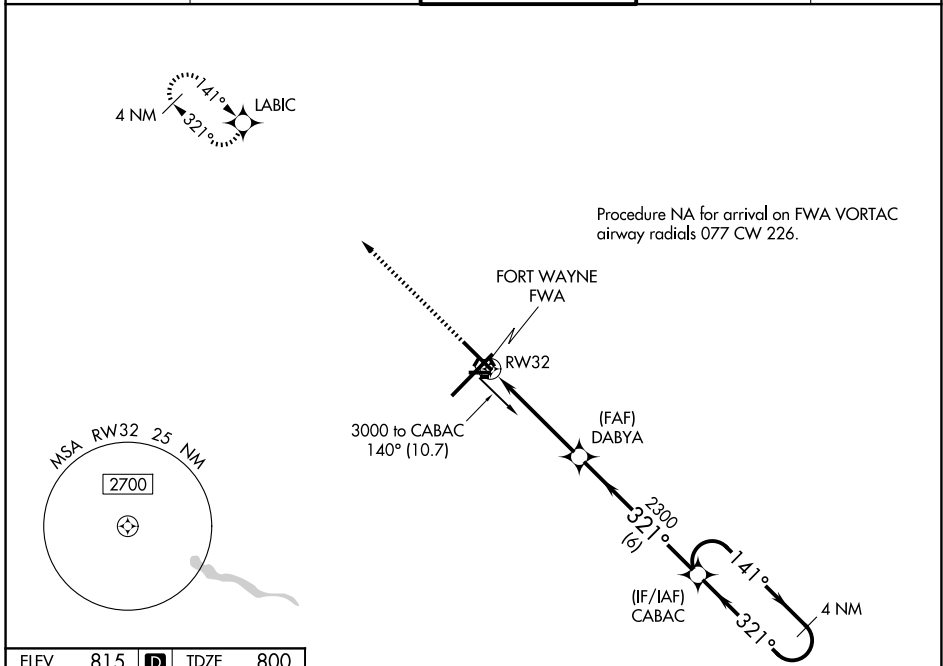 141°
LABIC
4 NM
321°
Procedure NA for arrival on FWA VORTAC
airway radials 077 CW 226.
FORT WAYNE
FWA
RW32
3000 to CABAC
140° (10.7)
(FAF)
DABYA
MSA RW32 25 NM
2700
2300
321°
(6)
141°
(IF/IAF)
CABAC
4 NM
321°
ELEV 815 D TDZE 800